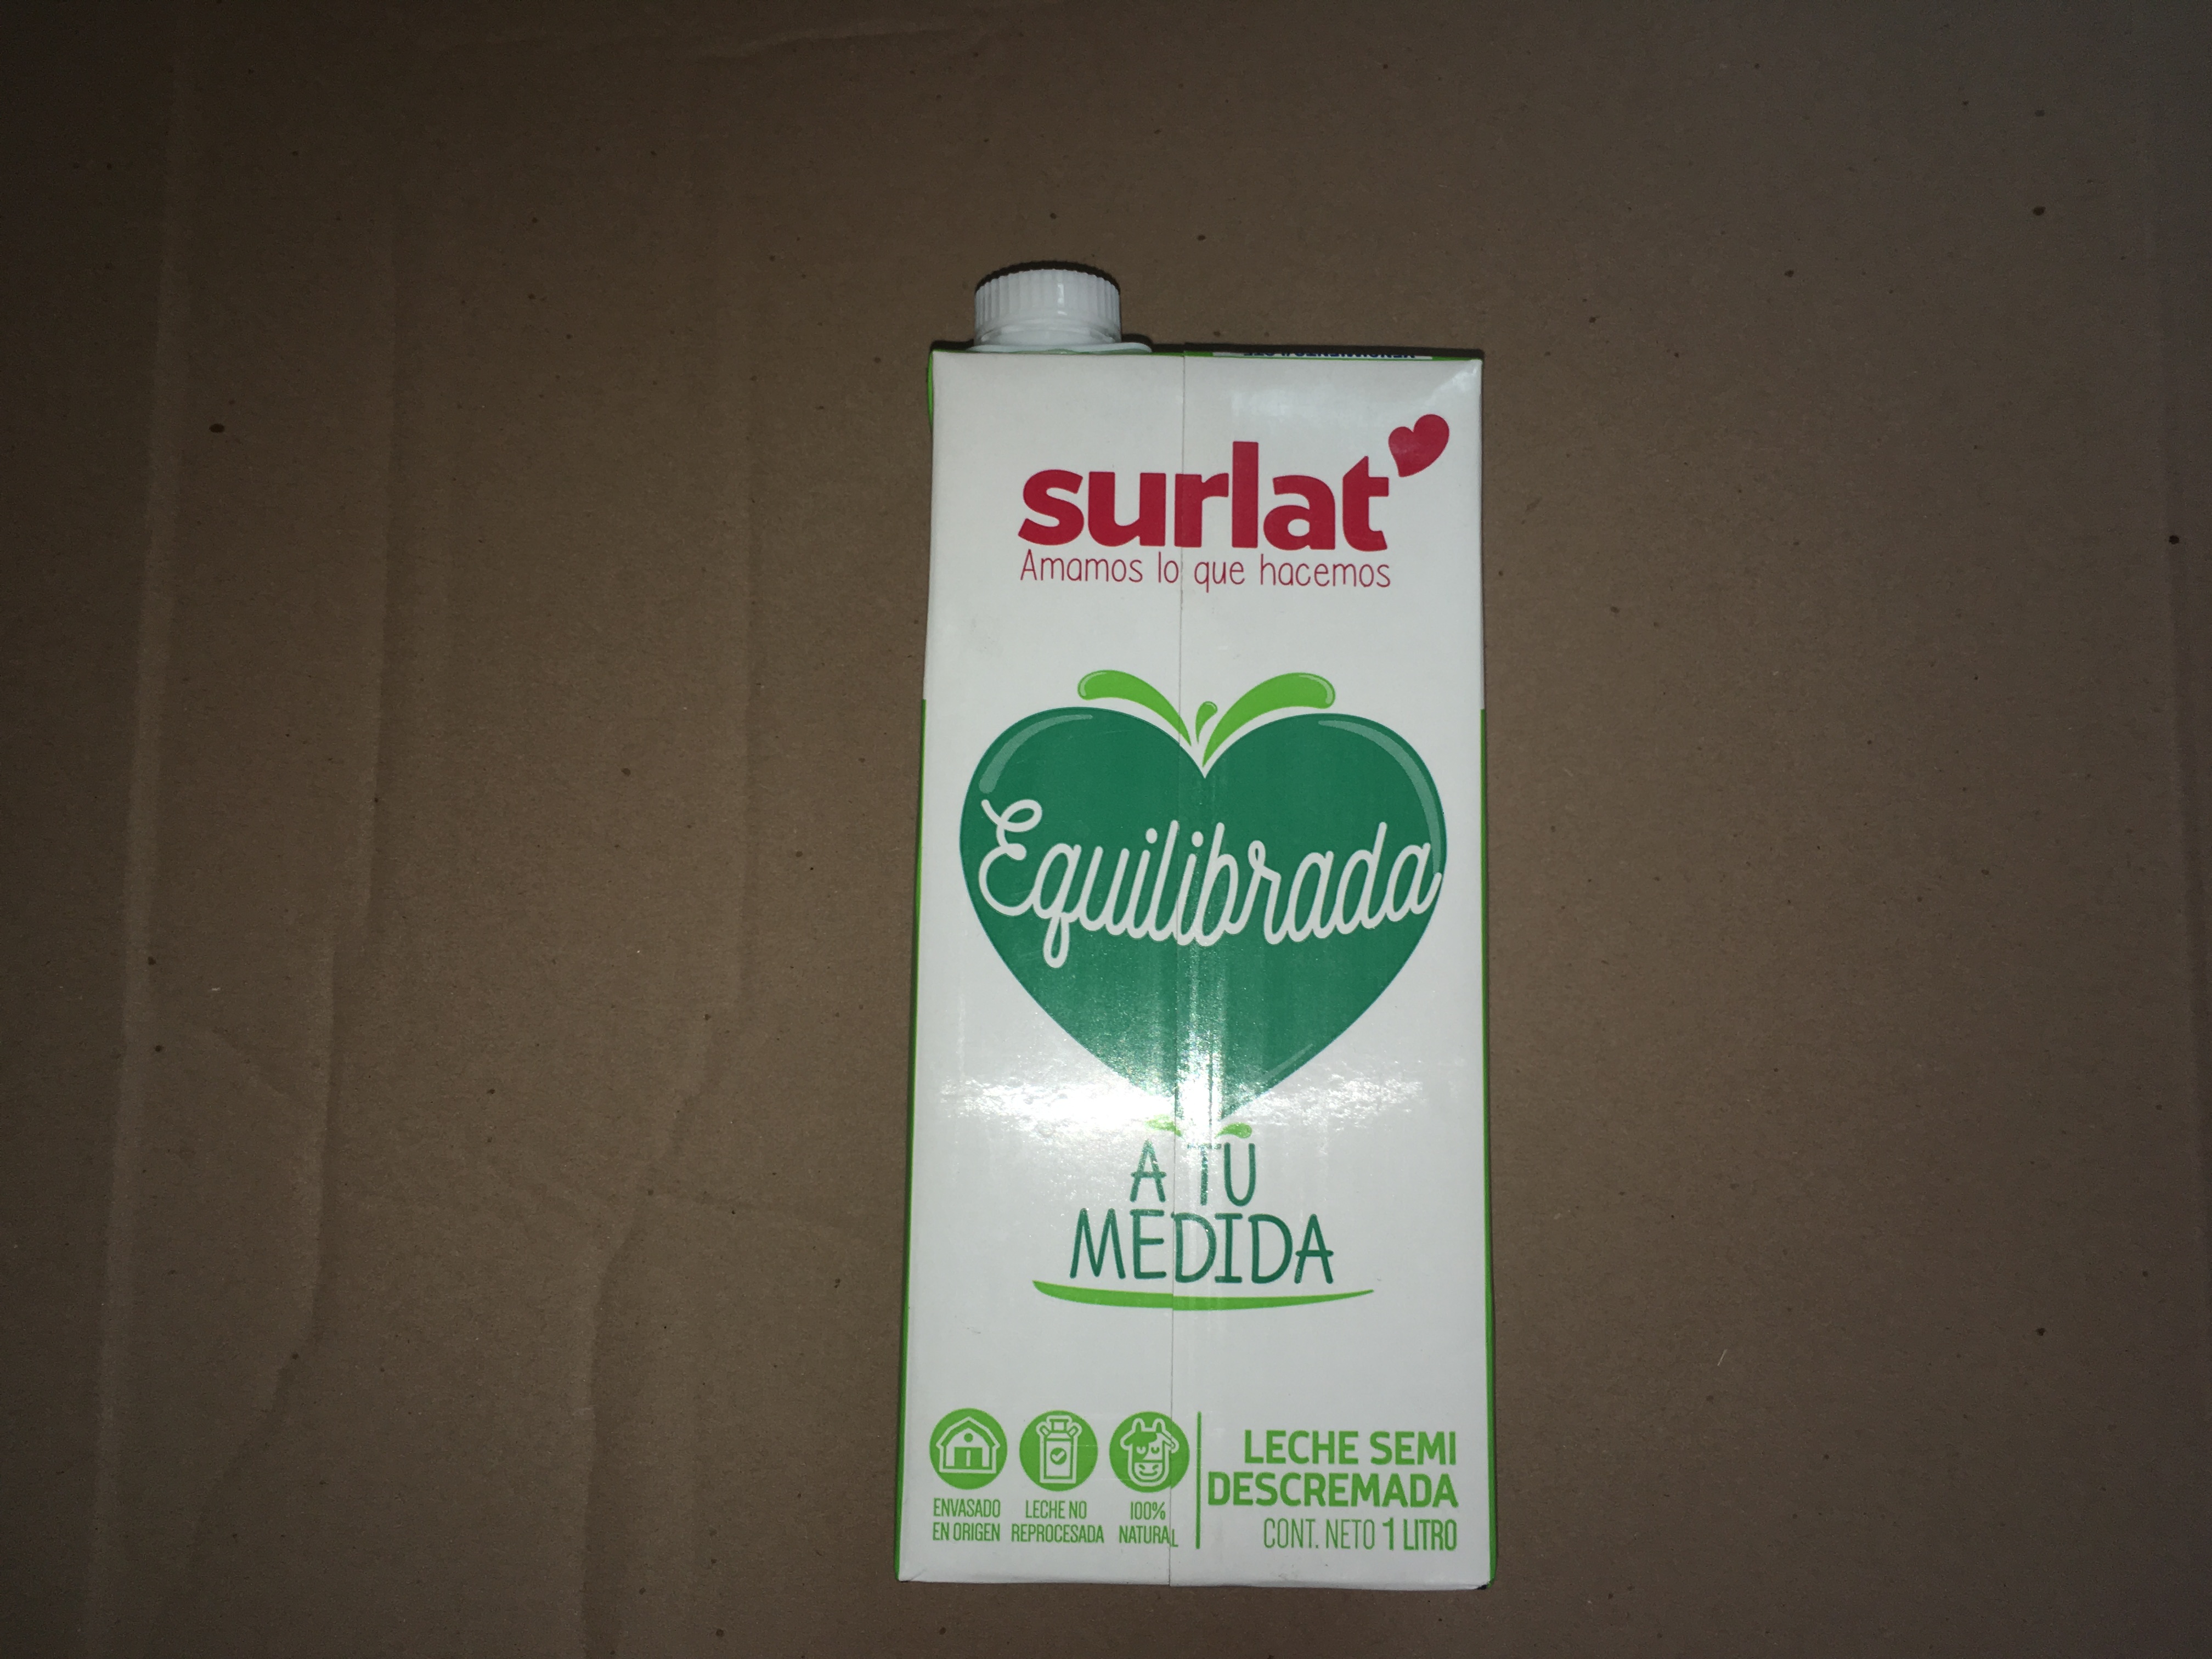 surlat
Amamos lo que hacemos
Equilibrada
A TU
MEDIDA
ENVASADO
EN ORIGEN
LECHE NO
REPROCESADA
100%
NATURAL
LECHE SEMI
DESCREMADA
CONT. NETO 1 LITRO